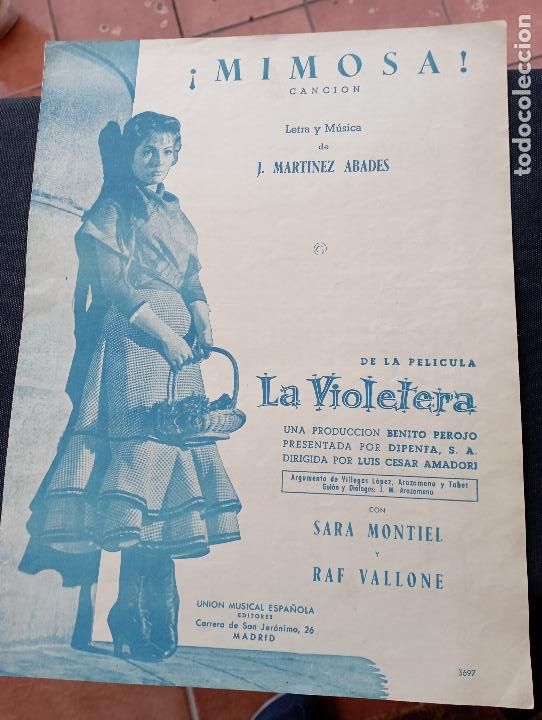 ¡MIMOSA!
CANCION
Letra y Música
de
J. MARTINEZ ABADES
DE LA PELICULA
La Violetera
UNA PRODUCCION BENITO PEROJO
PRESENTADA POR DIPENFA, S. A.
DIRIGIDA POR LUIS CESAR AMADORI
Argumento de Villegas López, Arozamena y Tabet
Guión y Diálogos: J. M. Arozamena
CON
SARA MONTIEL
Y
RAF VALLONE
UNION MUSICAL ESPAÑOLA
EDITORES
Carrera de San Jerónimo, 26
MADRID
3697
todocoleccion